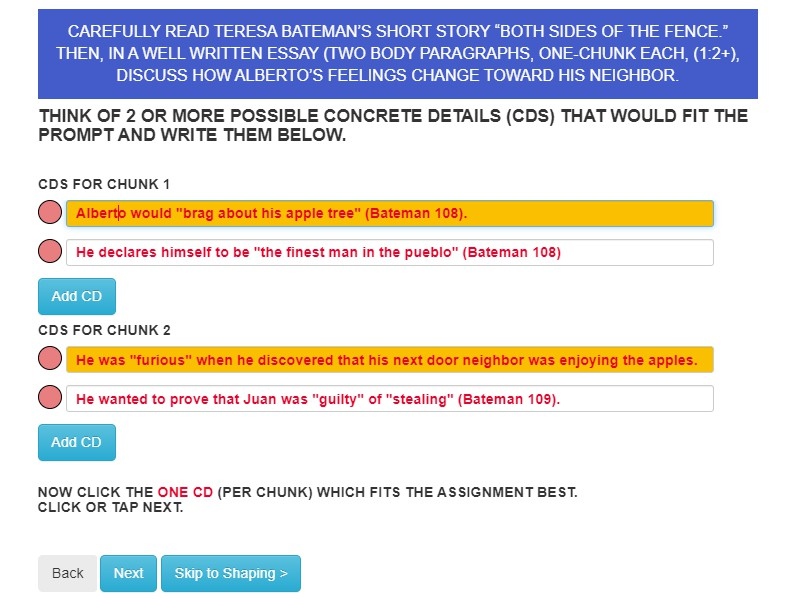 CAREFULLY READ TERESA BATEMAN'S SHORT STORY “BOTH SIDES OF THE FENCE.”
THEN, IN A WELL WRITTEN ESSAY (TWO BODY PARAGRAPHS, ONE-CHUNK EACH, (1:2+),
DISCUSS HOW ALBERTO'S FEELINGS CHANGE TOWARD HIS NEIGHBOR.
THINK OF 2 OR MORE POSSIBLE CONCRETE DETAILS (CDS) THAT WOULD FIT THE
PROMPT AND WRITE THEM BELOW.
CDS FOR CHUNK 1
Alberto would "brag about his apple tree" (Bateman 108).
He declares himself to be "the finest man in the pueblo" (Bateman 108)
Add CD
CDS FOR CHUNK 2
He was "furious" when he discovered that his next door neighbor was enjoying the apples.
He wanted to prove that Juan was "guilty" of "stealing" (Bateman 109).
Add CD
NOW CLICK THE ONE CD (PER CHUNK) WHICH FITS THE ASSIGNMENT BEST.
CLICK OR TAP NEXT.
Back Next Skip to Shaping >